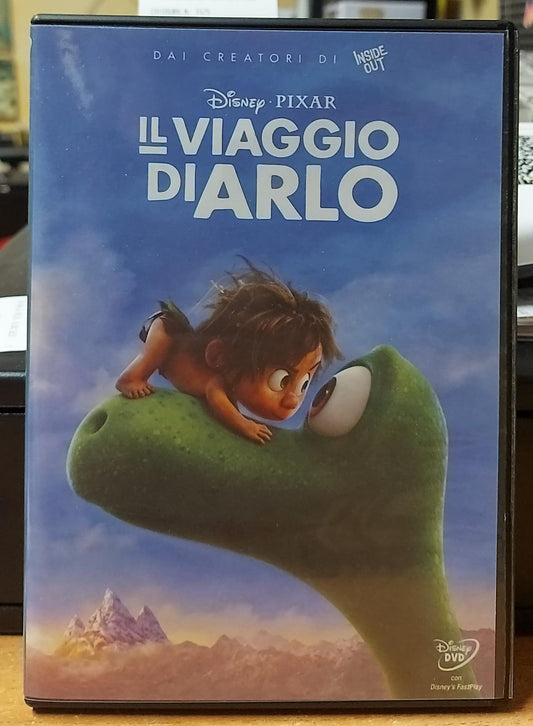 DAI CREATORI DI INSIDE OUT
Disney · PIXAR
IL VIAGGIO
DI ARLO
Disney
DVD
con
Disney's FastPlay